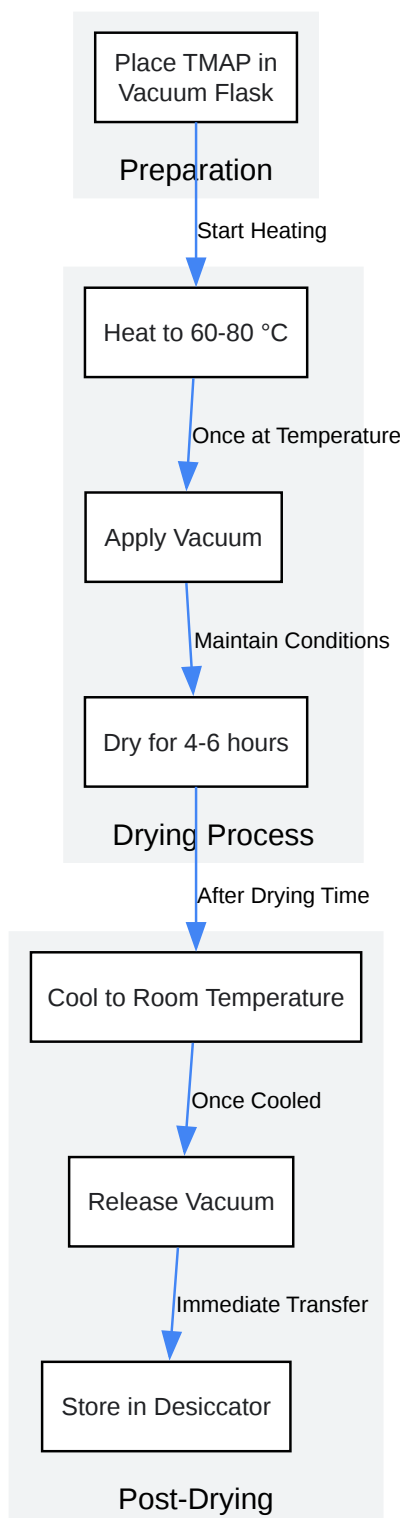 Place TMAP in
Vacuum Flask
Preparation
Start Heating
Heat to 60-80 °C
Once at Temperature
Apply Vacuum
Maintain Conditions
Dry for 4-6 hours
Drying Process
After Drying Time
Cool to Room Temperature
Once Cooled
Release Vacuum
Immediate Transfer
Store in Desiccator
Post-Drying